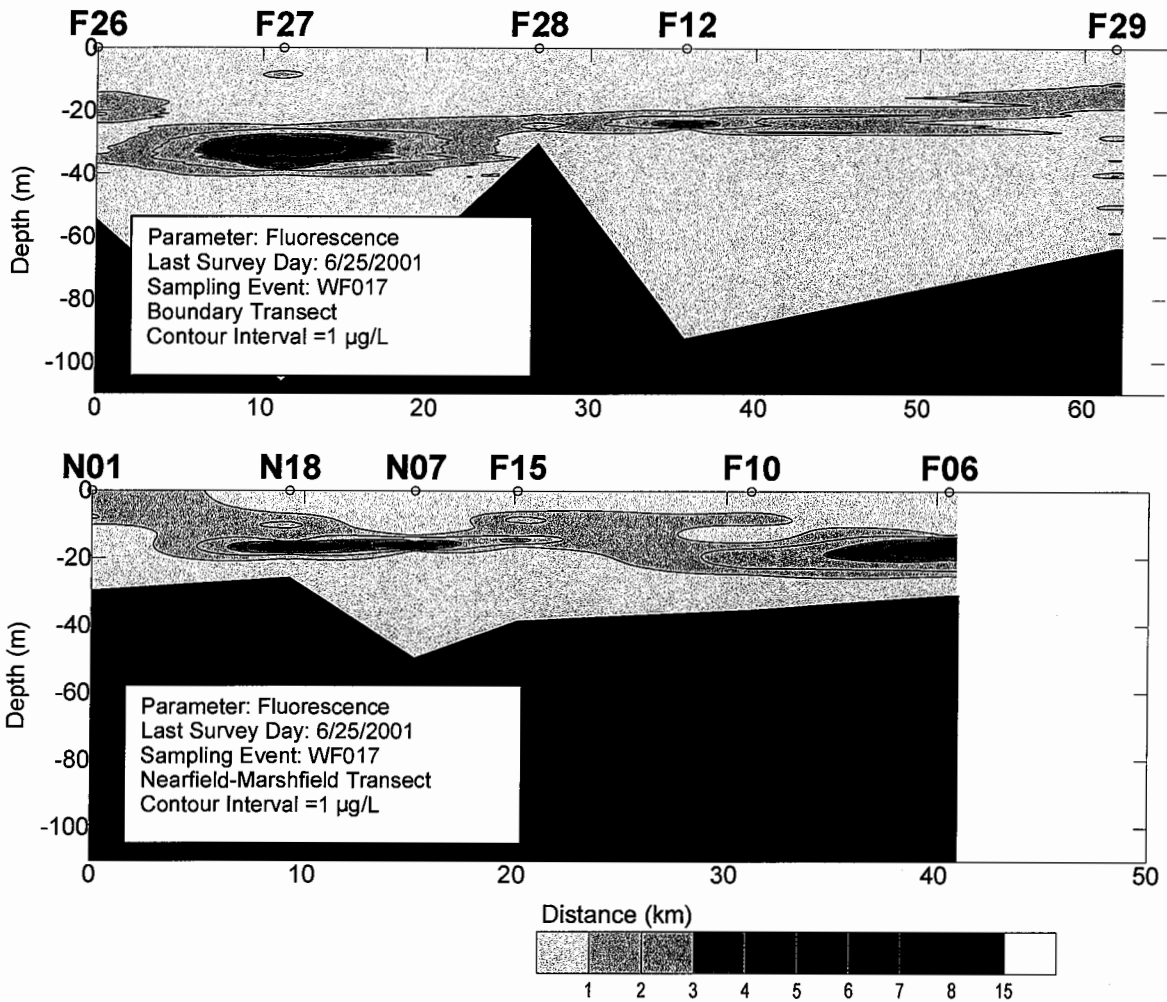 F26 F27 F28 F12 F29
0
-20
-40
-60
-80
-100
Depth (m)
Parameter: Fluorescence
Last Survey Day: 6/25/2001
Sampling Event: WF017
Boundary Transect
Contour Interval =1 µg/L
0 10 20 30 40 50 60
N01 N18 N07 F15 F10 F06
0
-20
-40
-60
-80
-100
Depth (m)
Parameter: Fluorescence
Last Survey Day: 6/25/2001
Sampling Event: WF017
Nearfield-Marshfield Transect
Contour Interval =1 µg/L
0 10 20 30 40 50
Distance (km)
1 2 3 4 5 6 7 8 15